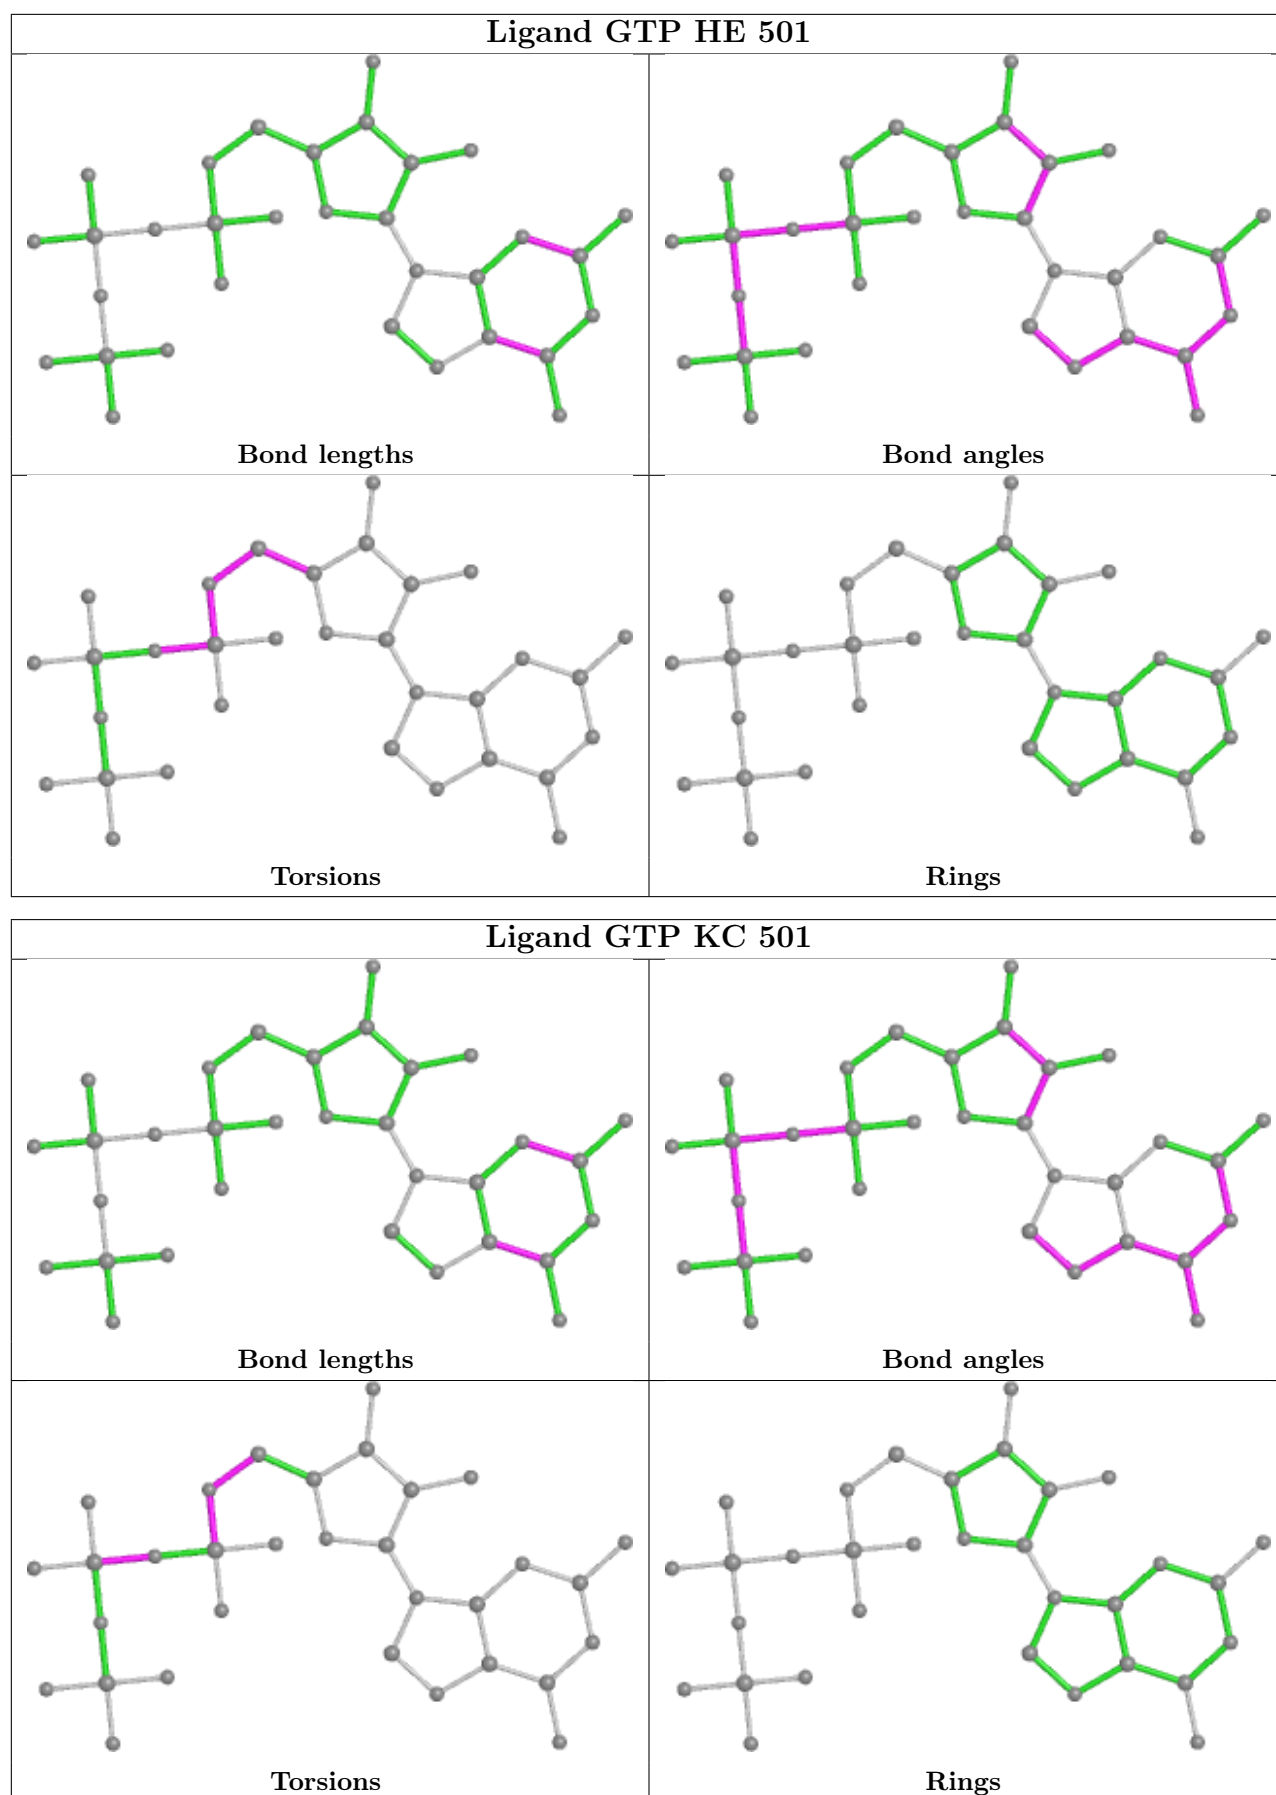 Ligand GTP HE 501
Bond lengths
Bond angles
Torsions
Rings
Ligand GTP KC 501
Bond lengths
Bond angles
Torsions
Rings